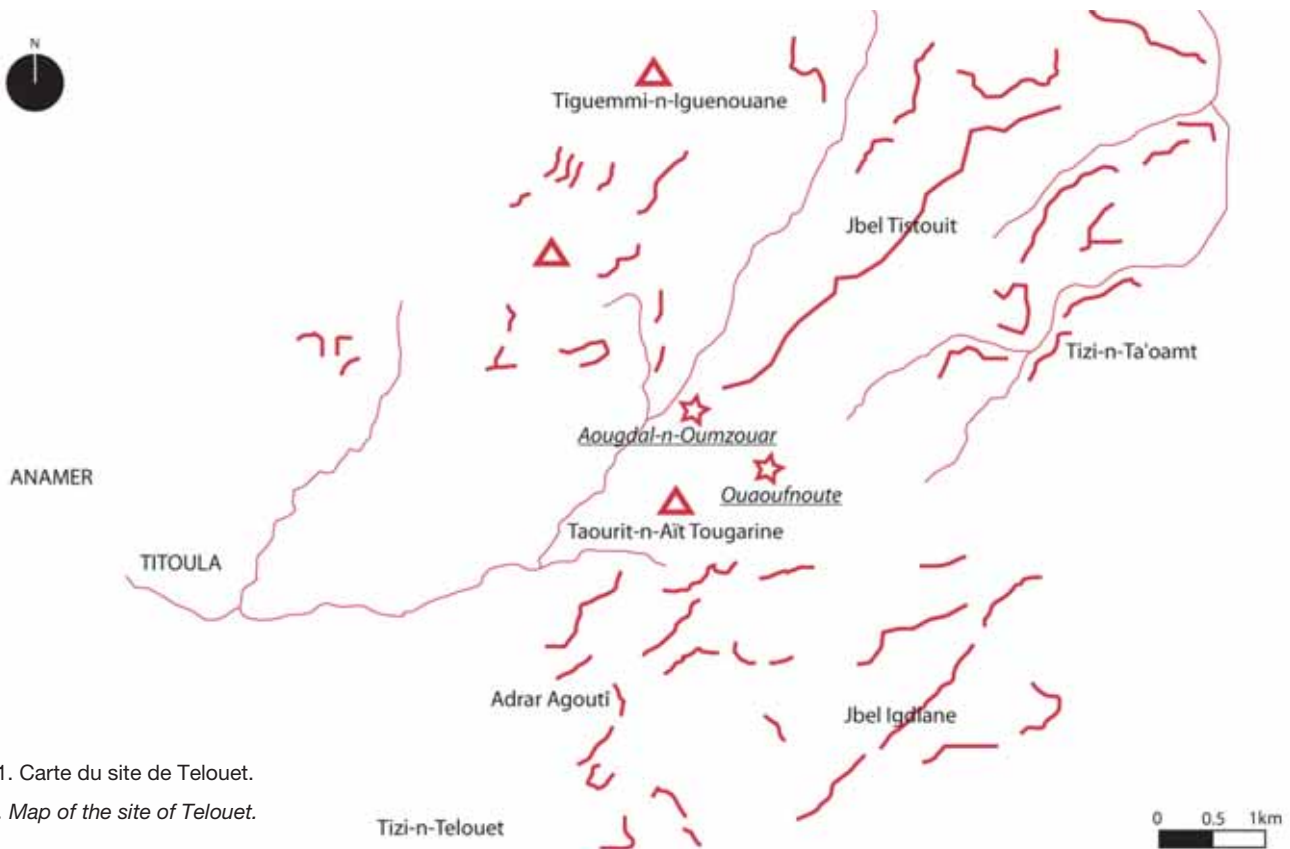 N
Tiguemmi-n-Iguenouane
Jbel Tistouit
Tizi-n-Ta'oamt
Aougdal-n-Oumzouar
ANAMER
Ouaoufnoute
Taourit-n-Aït Tougarine
TITOULA
Adrar Agoutî
Jbel Igdlane
1. Carte du site de Telouet.
. Map of the site of Telouet.
Tizi-n-Telouet
0 0.5 1km